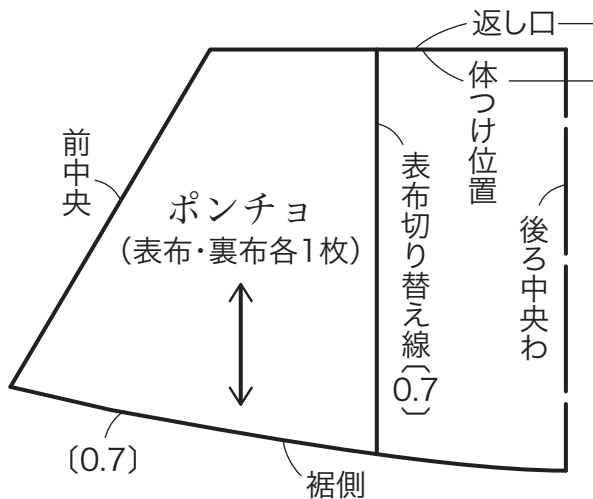 返し口
体つけ位置
前中央
ポンチョ
（表布・裏布各1枚）
表布切り替え線〔0.7〕
後ろ中央わ
〔0.7〕
裾側